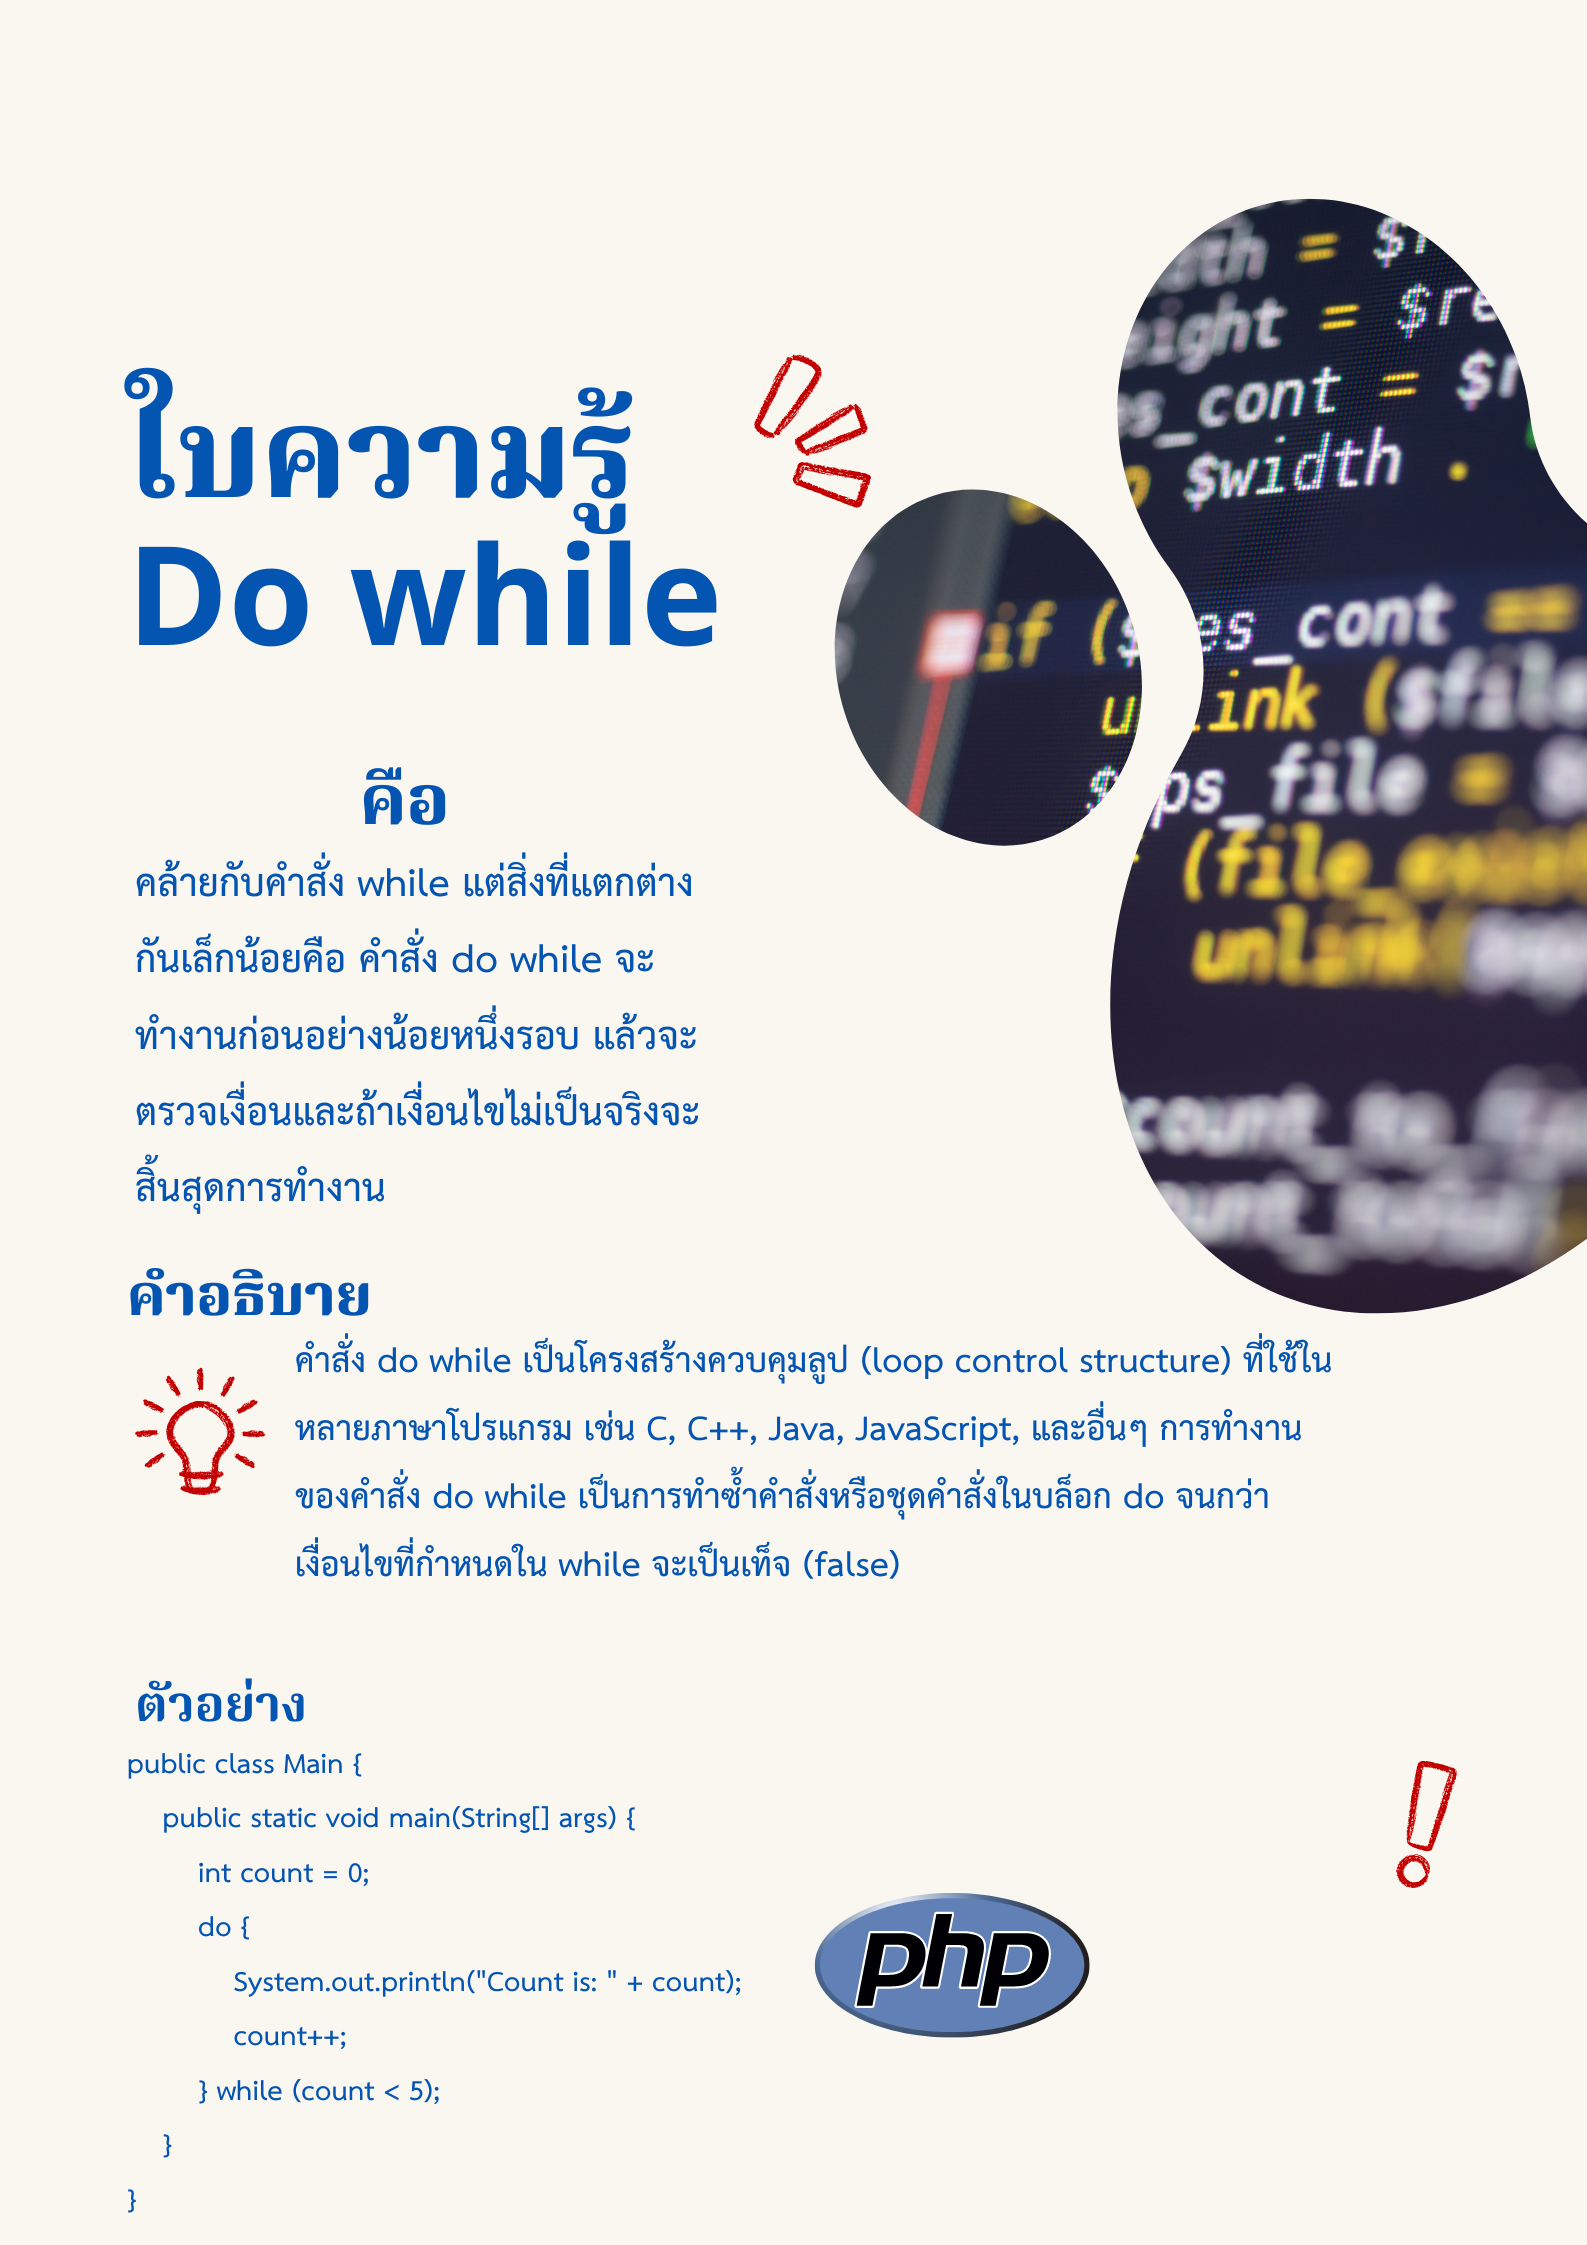 ใบความรู้
Do while
คือ
คล้ายกับคำสั่ง while แต่สิ่งที่แตกต่าง
กันเล็กน้อยคือ คำสั่ง do while จะ
ทำงานก่อนอย่างน้อยหนึ่งรอบ แล้วจะ
ตรวจเงื่อนและถ้าเงื่อนไขไม่เป็นจริงจะ
สิ้นสุดการทำงาน
= $r
eight = $re
es_cont = $r
$width .
if ($
es_cont ==
link ($file
ps_file =
(file
unlink(
count
คำอธิบาย
คำสั่ง do while เป็นโครงสร้างควบคุมลูป (loop control structure) ที่ใช้ใน
หลายภาษาโปรแกรม เช่น C, C++, Java, JavaScript, และอื่นๆ การทำงาน
ของคำสั่ง do while เป็นการทำซ้ำคำสั่งหรือชุดคำสั่งในบล็อก do จนกว่า
เงื่อนไขที่กำหนดใน while จะเป็นเท็จ (false)
ตัวอย่าง
public class Main {
public static void main(String[] args) {
int count = 0;
do {
System.out.println("Count is: " + count);
count++;
} while (count < 5);
}
}
php